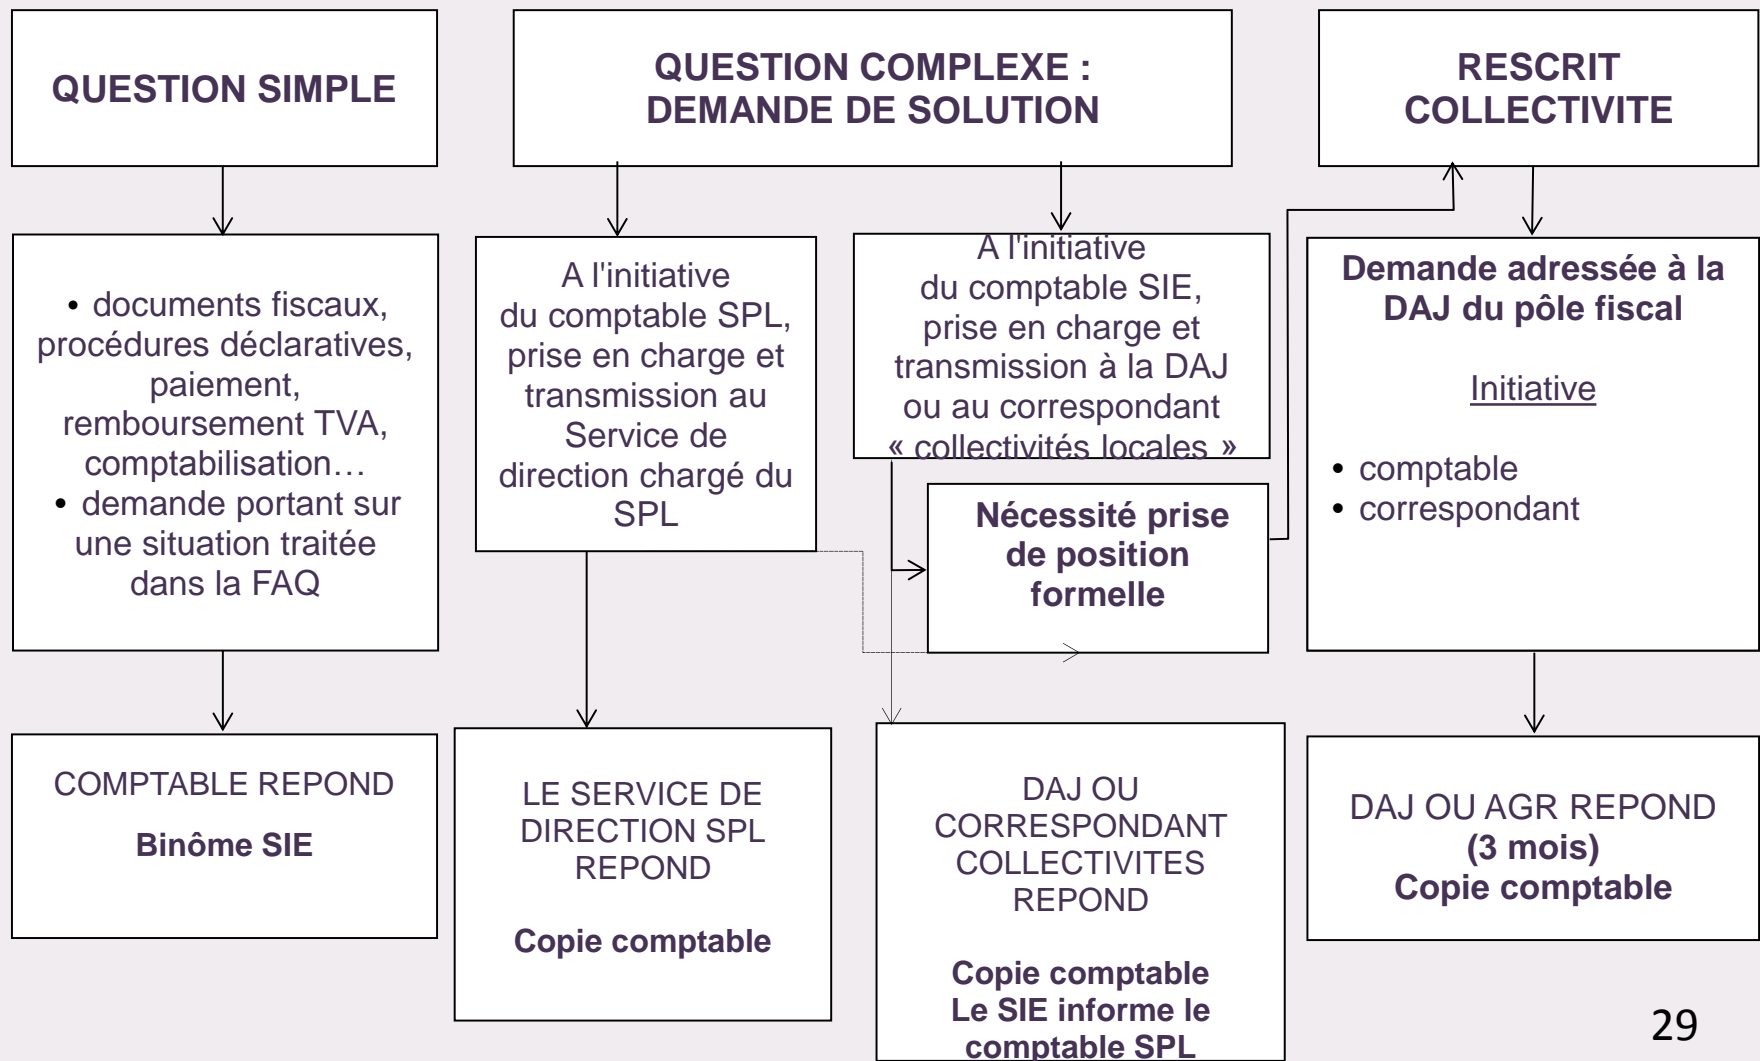 QUESTION SIMPLE
QUESTION COMPLEXE :
DEMANDE DE SOLUTION
RESCRIT
COLLECTIVITE
• documents fiscaux,
procédures déclaratives,
paiement,
remboursement TVA,
comptabilisation…
• demande portant sur
une situation traitée
dans la FAQ
A l'initiative
du comptable SPL,
prise en charge et
transmission au
Service de
direction chargé du
SPL
A l'initiative
du comptable SIE,
prise en charge et
transmission à la DAJ
ou au correspondant
« collectivités locales »
Nécessité prise
de position
formelle
Demande adressée à la
DAJ du pôle fiscal
Initiative
• comptable
• correspondant
COMPTABLE REPOND
Binôme SIE
LE SERVICE DE
DIRECTION SPL
REPOND
Copie comptable
DAJ OU
CORRESPONDANT
COLLECTIVITES
REPOND
Copie comptable
Le SIE informe le
comptable SPL
DAJ OU AGR REPOND
(3 mois)
Copie comptable
29